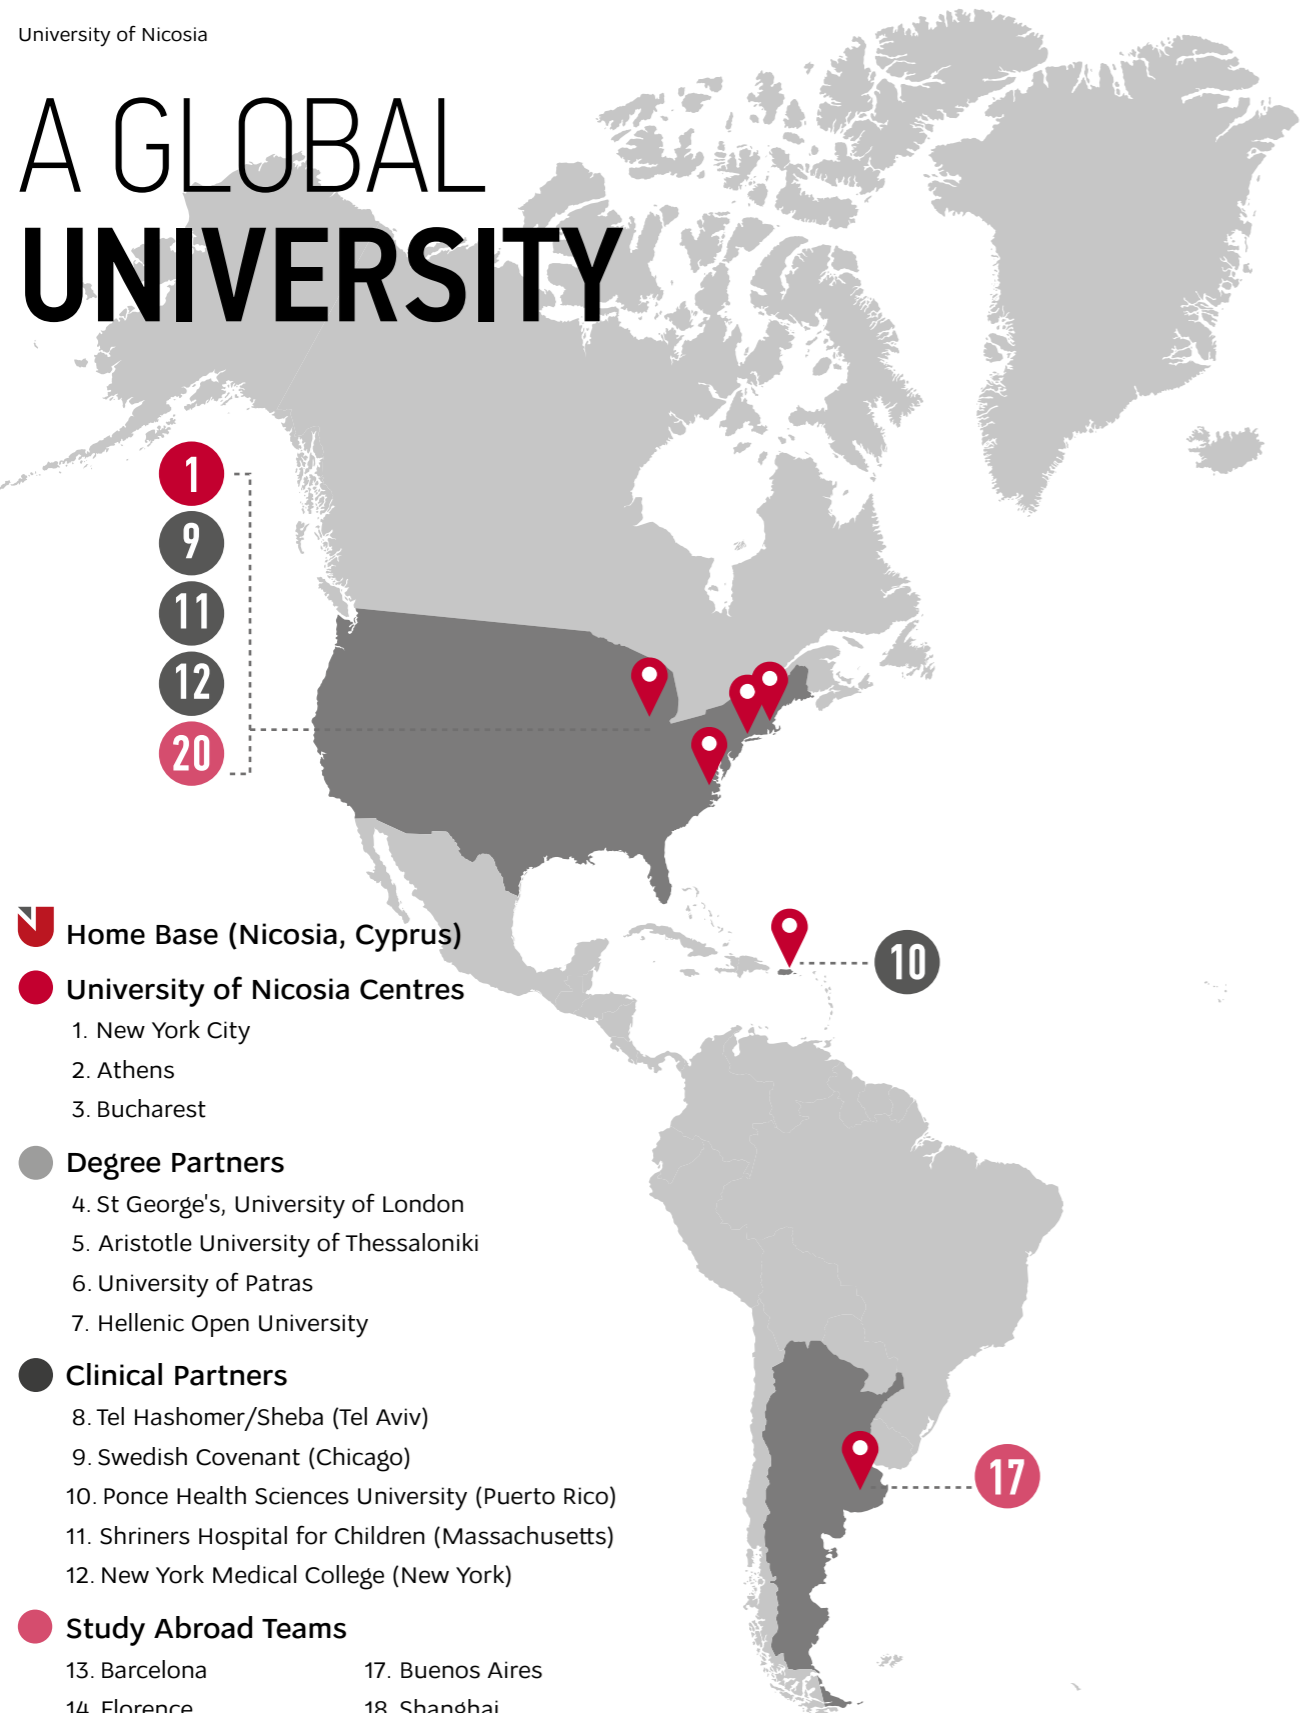 University of Nicosia
A GLOBAL
UNIVERSITY
1
9
11
12
20
10
Home Base (Nicosia, Cyprus)
University of Nicosia Centres
1. New York City
2. Athens
3. Bucharest
Degree Partners
4. St George's, University of London
5. Aristotle University of Thessaloniki
6. University of Patras
7. Hellenic Open University
Clinical Partners
8. Tel Hashomer/Sheba (Tel Aviv)
9. Swedish Covenant (Chicago)
10. Ponce Health Sciences University (Puerto Rico)
11. Shriners Hospital for Children (Massachusetts)
12. New York Medical College (New York)
17
Study Abroad Teams
13. Barcelona
14. Florence
17. Buenos Aires
18. Shanghai